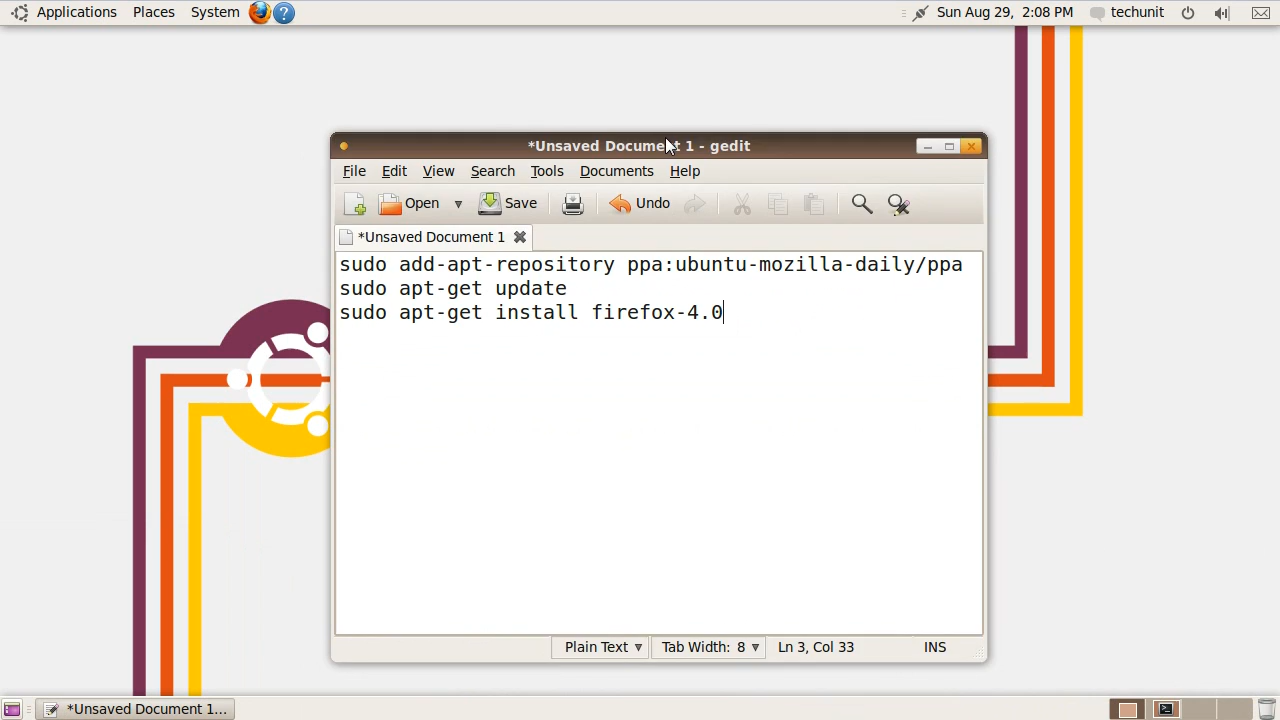 Applications Places System ? Sun Aug 29, 2:08 PM techunit
*Unsaved Document 1 - gedit
File Edit View Search Tools Documents Help
Open Save Undo
*Unsaved Document 1
sudo add-apt-repository ppa:ubuntu-mozilla-daily/ppa
sudo apt-get update
sudo apt-get install firefox-4.0
Plain Text Tab Width: 8 Ln 3, Col 33 INS
*Unsaved Document 1...